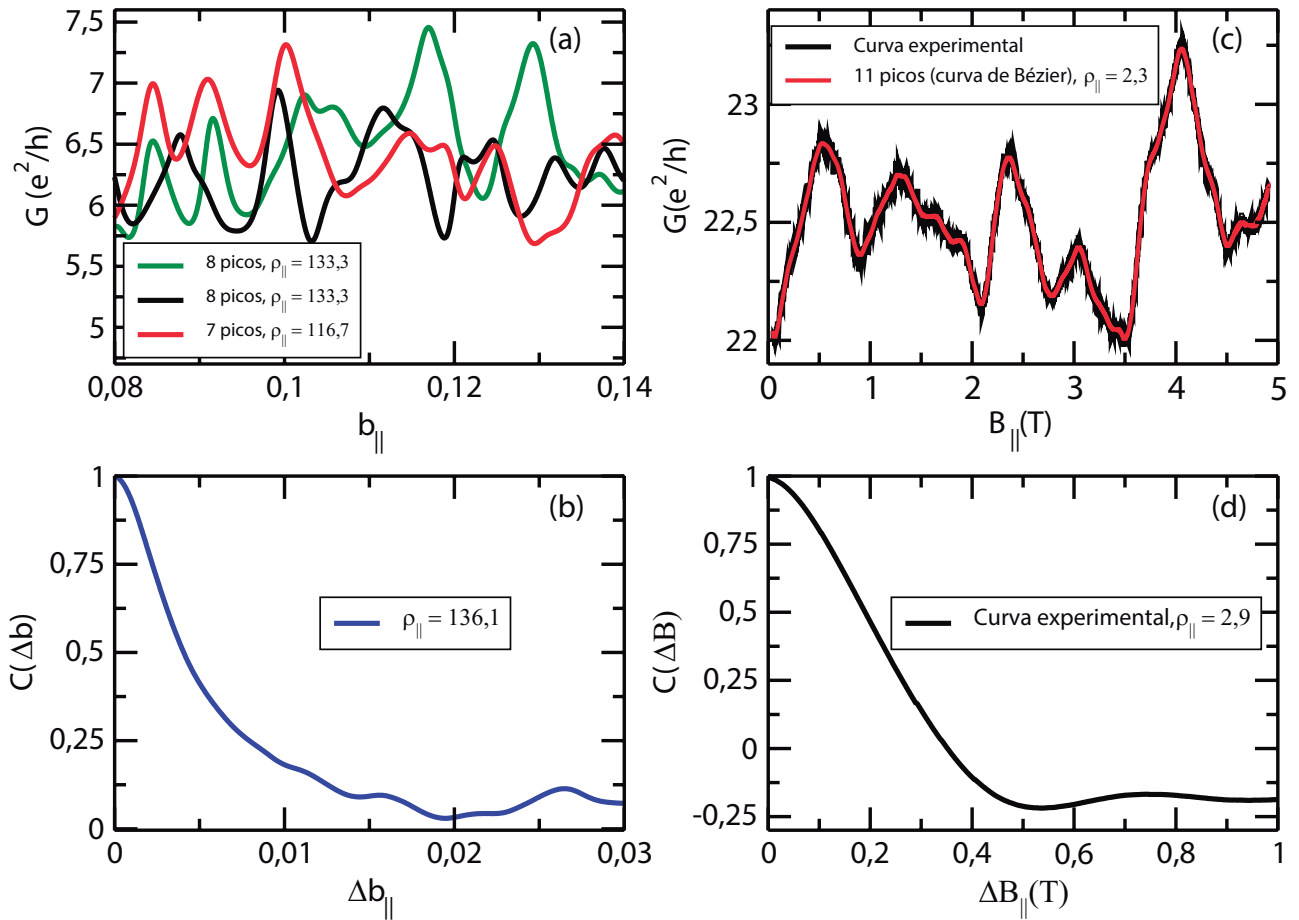 (a)
G (e²/h)
7,5
7
6,5
6
5,5
5
8 picos, ρ|| = 133,3
8 picos, ρ|| = 133,3
7 picos, ρ|| = 116,7
0,08
0,1
0,12
0,14
b||
(c)
G(e²/h)
23
22,5
22
Curva experimental
11 picos (curva de Bézier), ρ|| = 2,3
0
1
2
3
4
5
B||(T)
(b)
C(Δb)
1
0,75
0,5
0,25
0
ρ|| = 136,1
0
0,01
0,02
0,03
Δb||
(d)
C(ΔB)
1
0,75
0,5
0,25
0
-0,25
Curva experimental,ρ|| = 2,9
0
0,2
0,4
0,6
0,8
1
ΔB||(T)